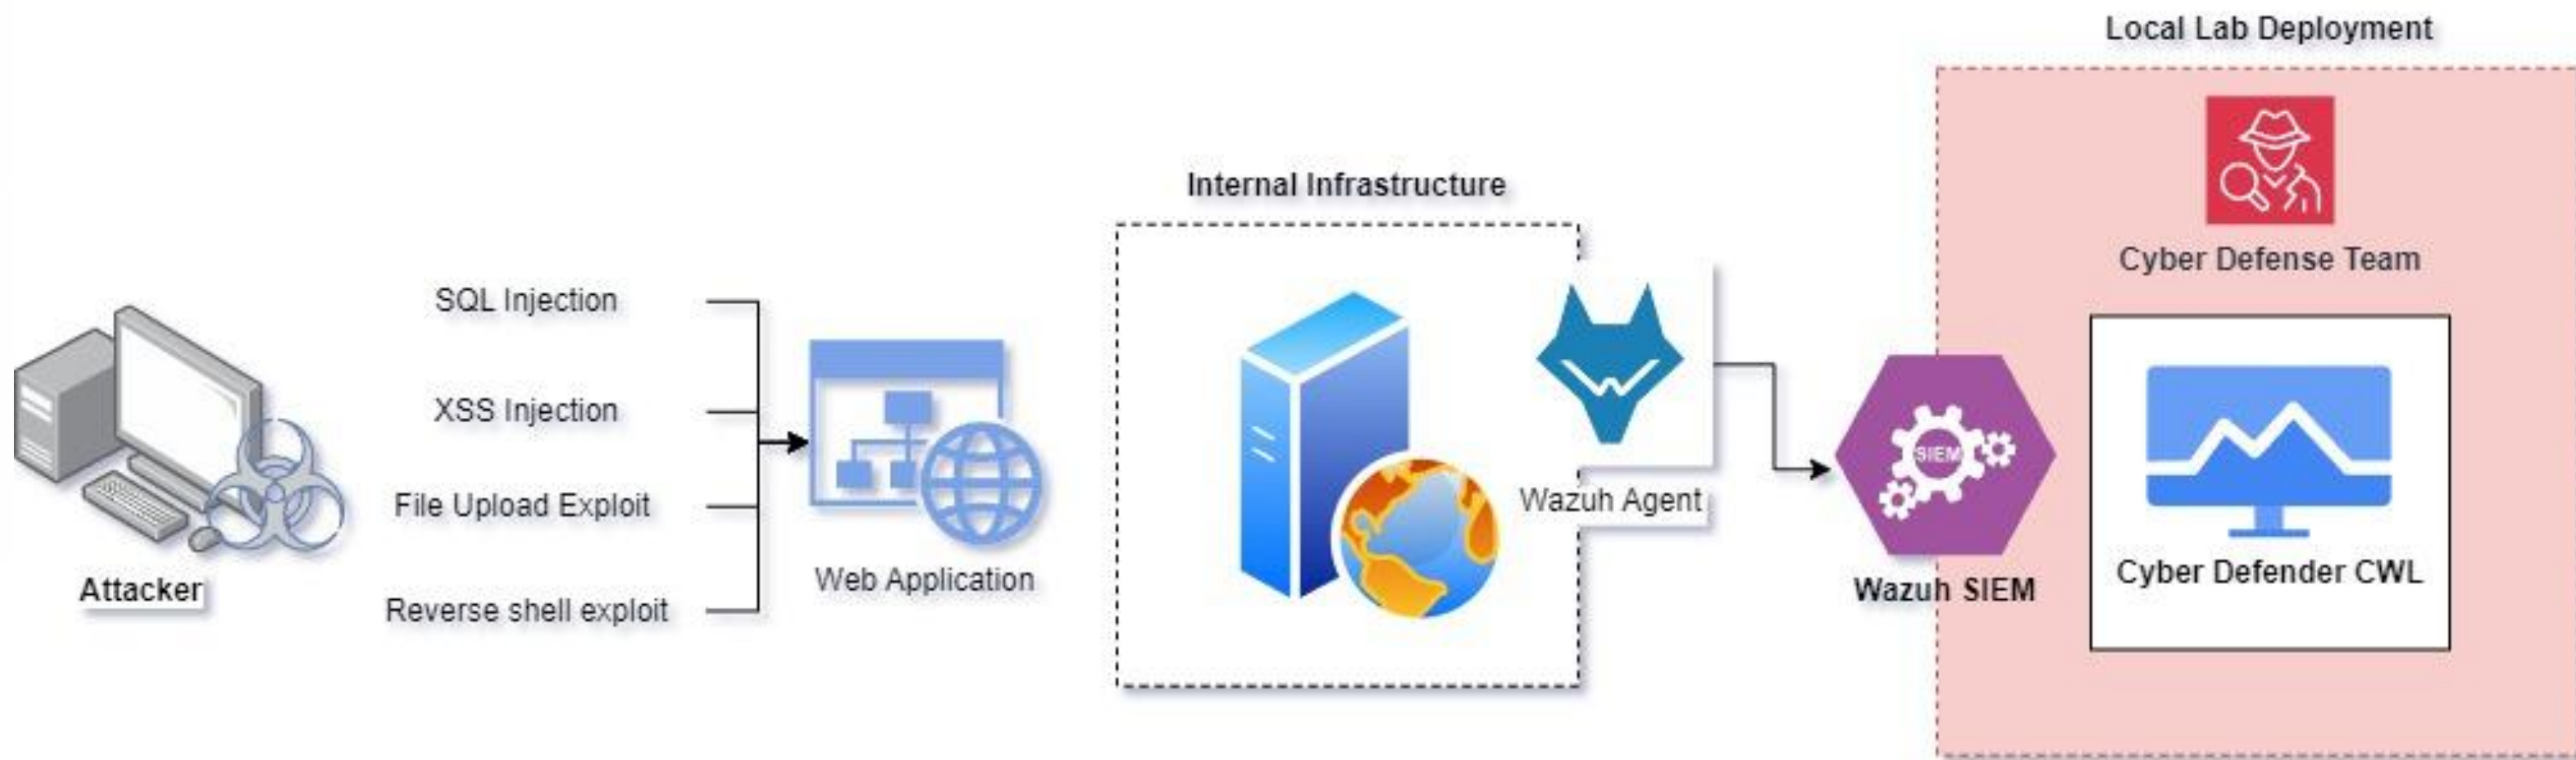 Local Lab Deployment
Cyber Defense Team
Internal Infrastructure
SQL Injection
XSS Injection
File Upload Exploit
Reverse shell exploit
Attacker
Web Application
Wazuh Agent
SIEM
Wazuh SIEM
Cyber Defender CWL